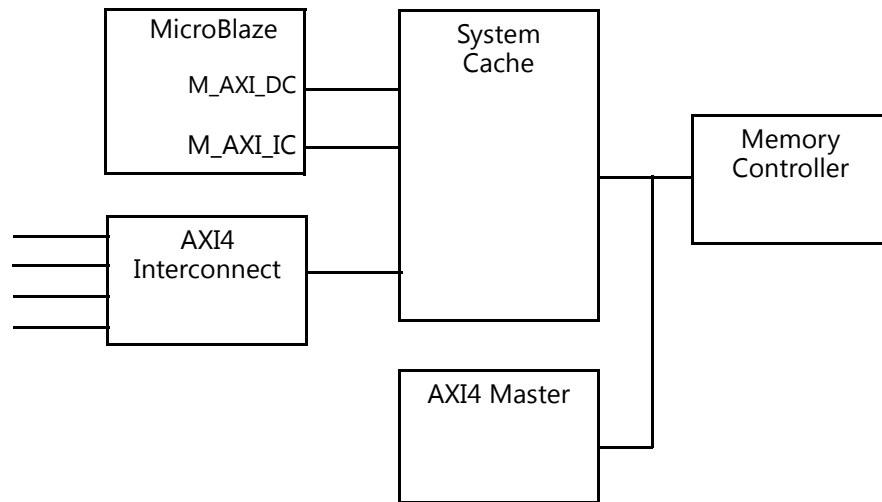 MicroBlaze
M_AXI_DC
M_AXI_IC
System
Cache
Memory
Controller
AXI4
Interconnect
AXI4 Master